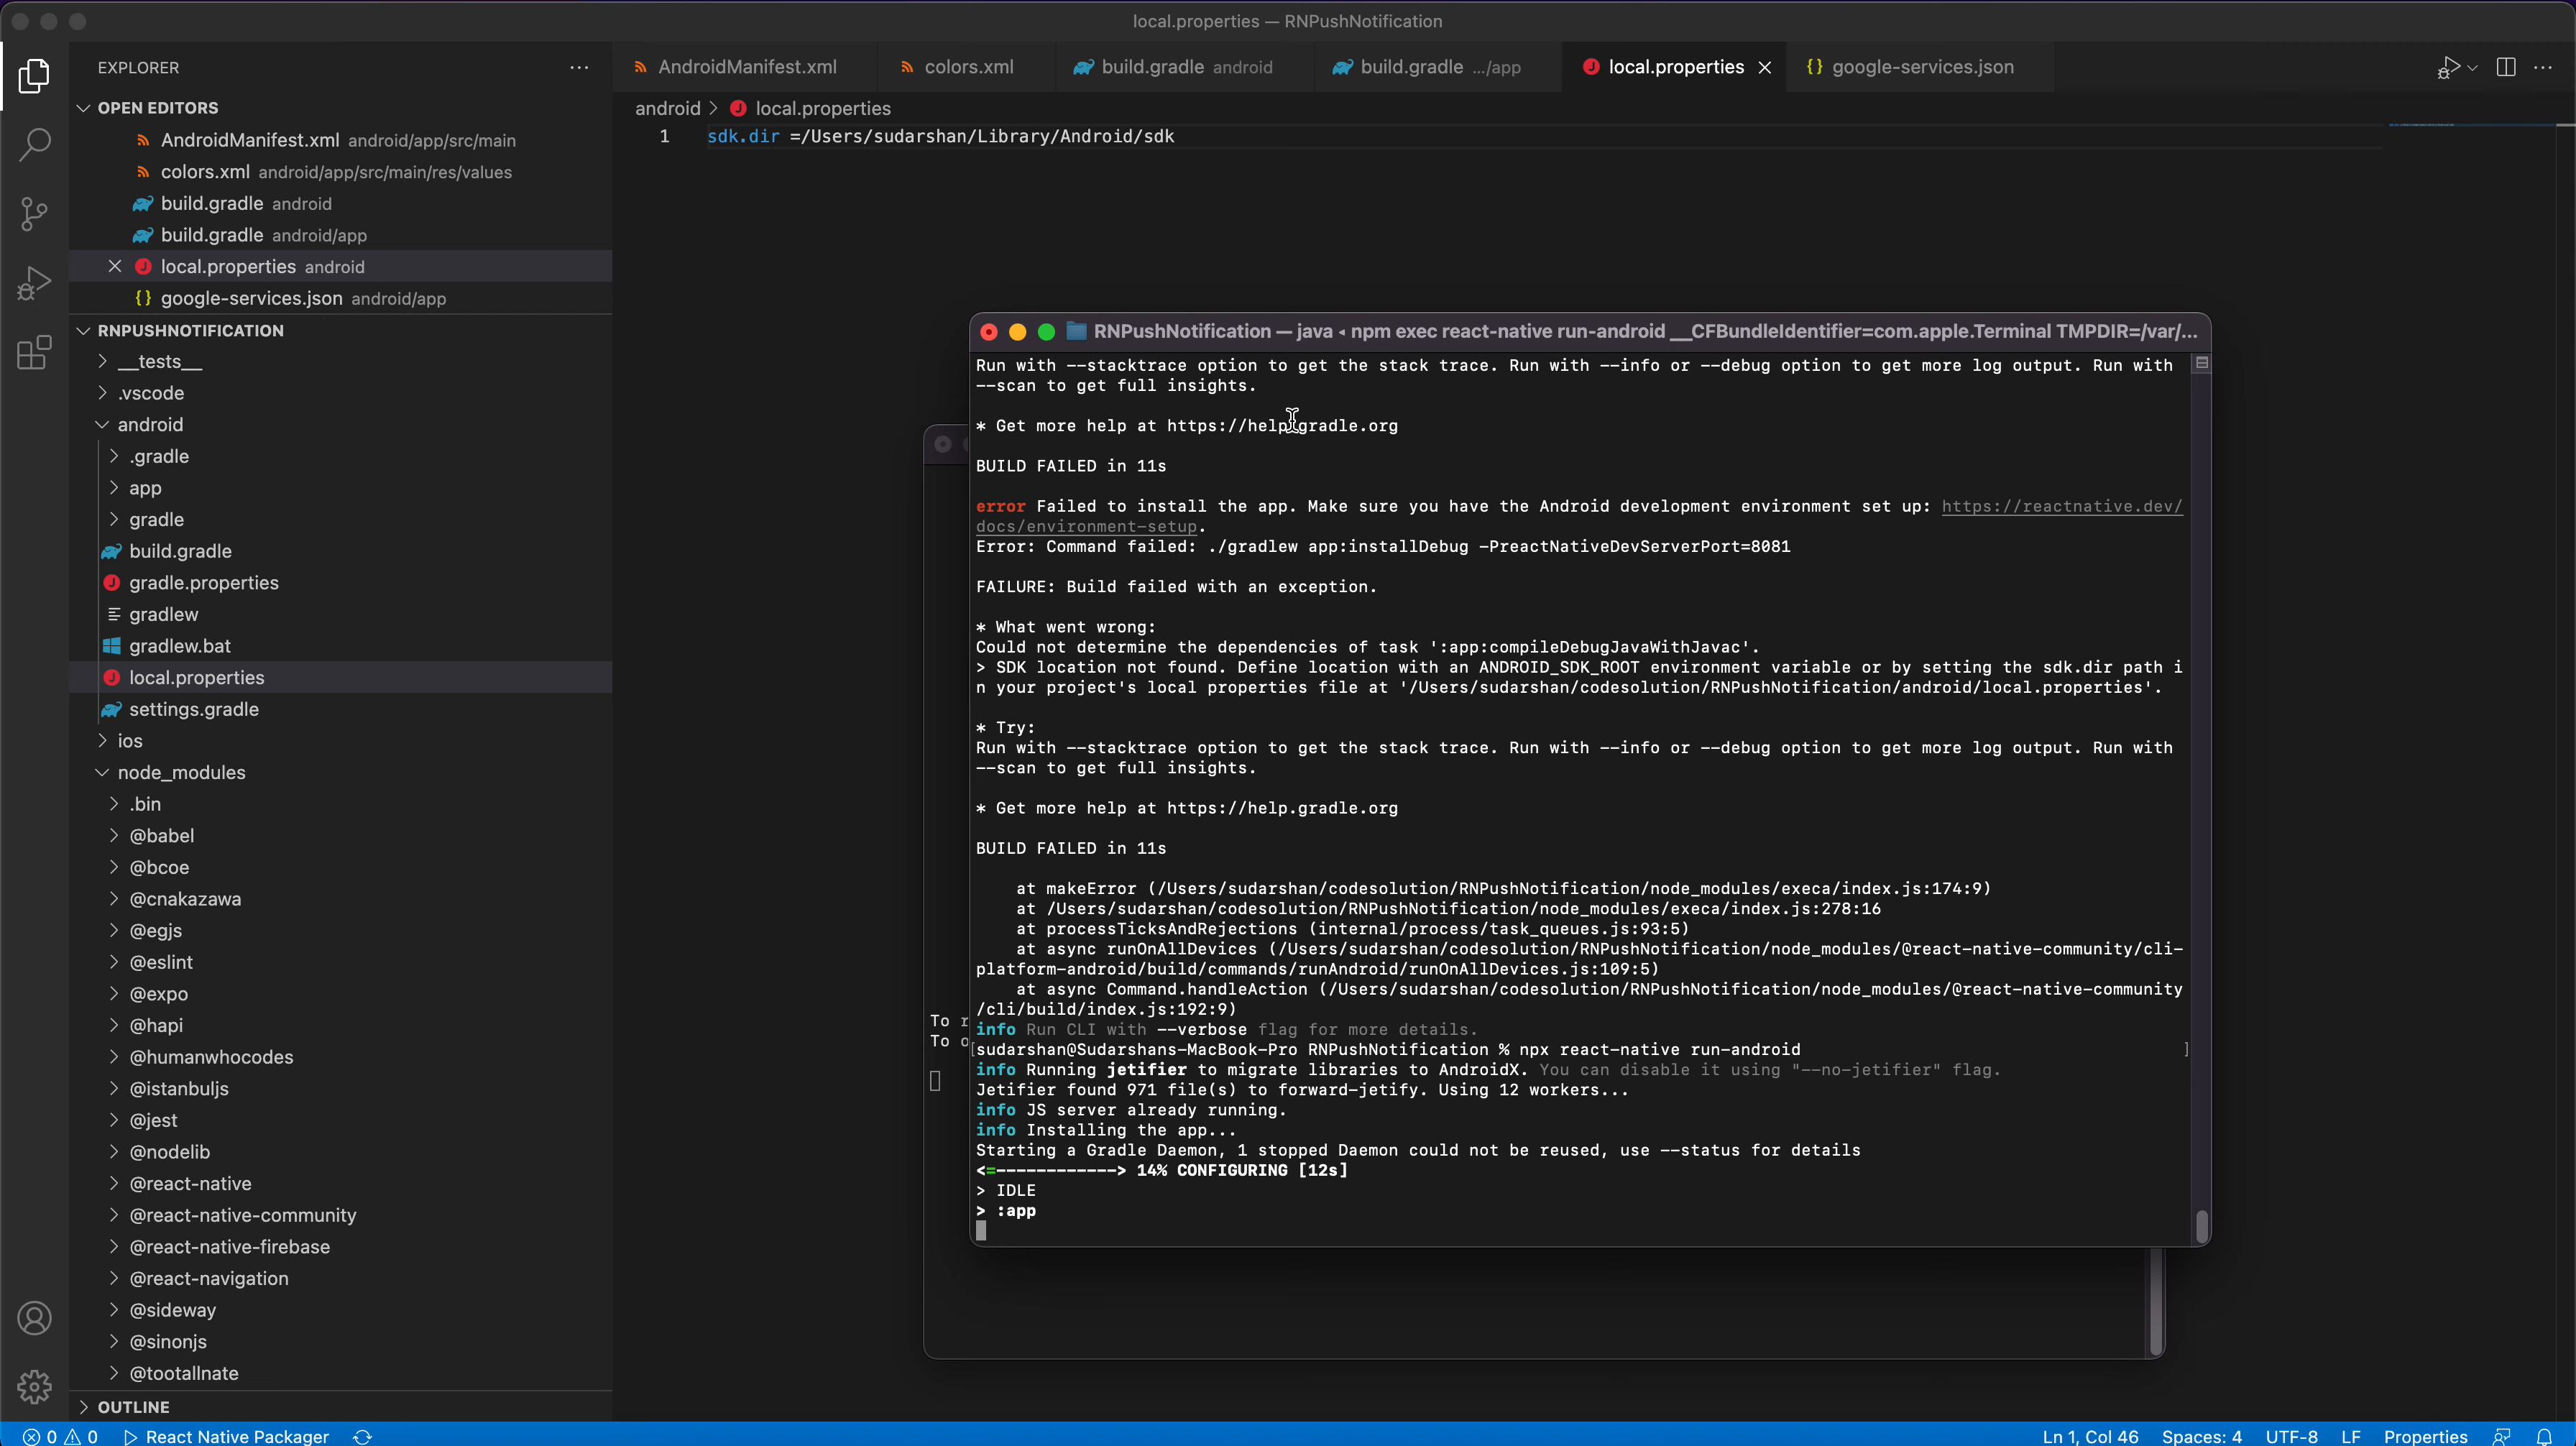 local.properties — RNPushNotification
EXPLORER
OPEN EDITORS
AndroidManifest.xml android/app/src/main
colors.xml android/app/src/main/res/values
build.gradle android
build.gradle android/app
local.properties android
google-services.json android/app
RNPUSHNOTIFICATION
__tests__
.vscode
android
.gradle
app
gradle
build.gradle
gradle.properties
gradlew
gradlew.bat
local.properties
settings.gradle
ios
node_modules
.bin
@babel
@bcoe
@cnakazawa
@egjs
@eslint
@expo
@hapi
@humanwhocodes
@istanbuljs
@jest
@nodelib
@react-native
@react-native-community
@react-native-firebase
@react-navigation
@sideway
@sinonjs
@tootallnate
OUTLINE
AndroidManifest.xml
colors.xml
build.gradle android
build.gradle .../app
local.properties
google-services.json
android > local.properties
1 sdk.dir =/Users/sudarshan/Library/Android/sdk
To r
To o
RNPushNotification — java ◂ npm exec react-native run-android __CFBundleIdentifier=com.apple.Terminal TMPDIR=/var/...
Run with --stacktrace option to get the stack trace. Run with --info or --debug option to get more log output. Run with
--scan to get full insights.
* Get more help at https://help.gradle.org
BUILD FAILED in 11s
error Failed to install the app. Make sure you have the Android development environment set up: https://reactnative.dev/
docs/environment-setup.
Error: Command failed: ./gradlew app:installDebug -PreactNativeDevServerPort=8081
FAILURE: Build failed with an exception.
* What went wrong:
Could not determine the dependencies of task ':app:compileDebugJavaWithJavac'.
> SDK location not found. Define location with an ANDROID_SDK_ROOT environment variable or by setting the sdk.dir path i
n your project's local properties file at '/Users/sudarshan/codesolution/RNPushNotification/android/local.properties'.
* Try:
Run with --stacktrace option to get the stack trace. Run with --info or --debug option to get more log output. Run with
--scan to get full insights.
* Get more help at https://help.gradle.org
BUILD FAILED in 11s
at makeError (/Users/sudarshan/codesolution/RNPushNotification/node_modules/execa/index.js:174:9)
at /Users/sudarshan/codesolution/RNPushNotification/node_modules/execa/index.js:278:16
at processTicksAndRejections (internal/process/task_queues.js:93:5)
at async runOnAllDevices (/Users/sudarshan/codesolution/RNPushNotification/node_modules/@react-native-community/cli-
platform-android/build/commands/runAndroid/runOnAllDevices.js:109:5)
at async Command.handleAction (/Users/sudarshan/codesolution/RNPushNotification/node_modules/@react-native-community
/cli/build/index.js:192:9)
info Run CLI with --verbose flag for more details.
[sudarshan@Sudarshans-MacBook-Pro RNPushNotification % npx react-native run-android ]
info Running jetifier to migrate libraries to AndroidX. You can disable it using "--no-jetifier" flag.
Jetifier found 971 file(s) to forward-jetify. Using 12 workers...
info JS server already running.
info Installing the app...
Starting a Gradle Daemon, 1 stopped Daemon could not be reused, use --status for details
<=------------> 14% CONFIGURING [12s]
> IDLE
> :app
0 0 React Native Packager
Ln 1, Col 46 Spaces: 4 UTF-8 LF Properties